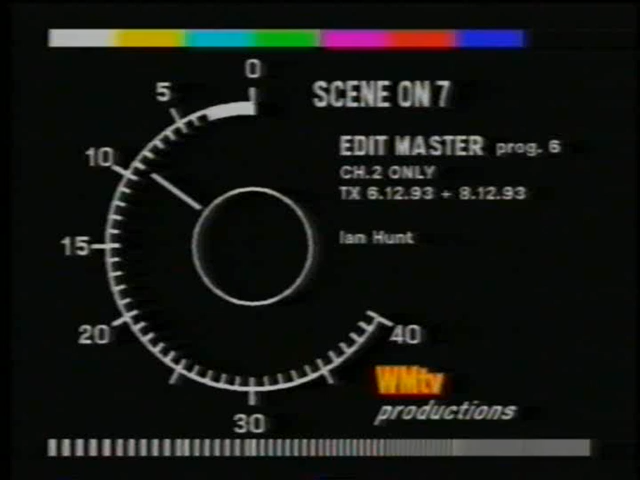 0
SCENE ON 7
5
10
EDIT MASTER prog. 6
CH.2 ONLY
TX 6.12.93 + 8.12.93
Ian Hunt
15
20
40
30
WMtv
productions